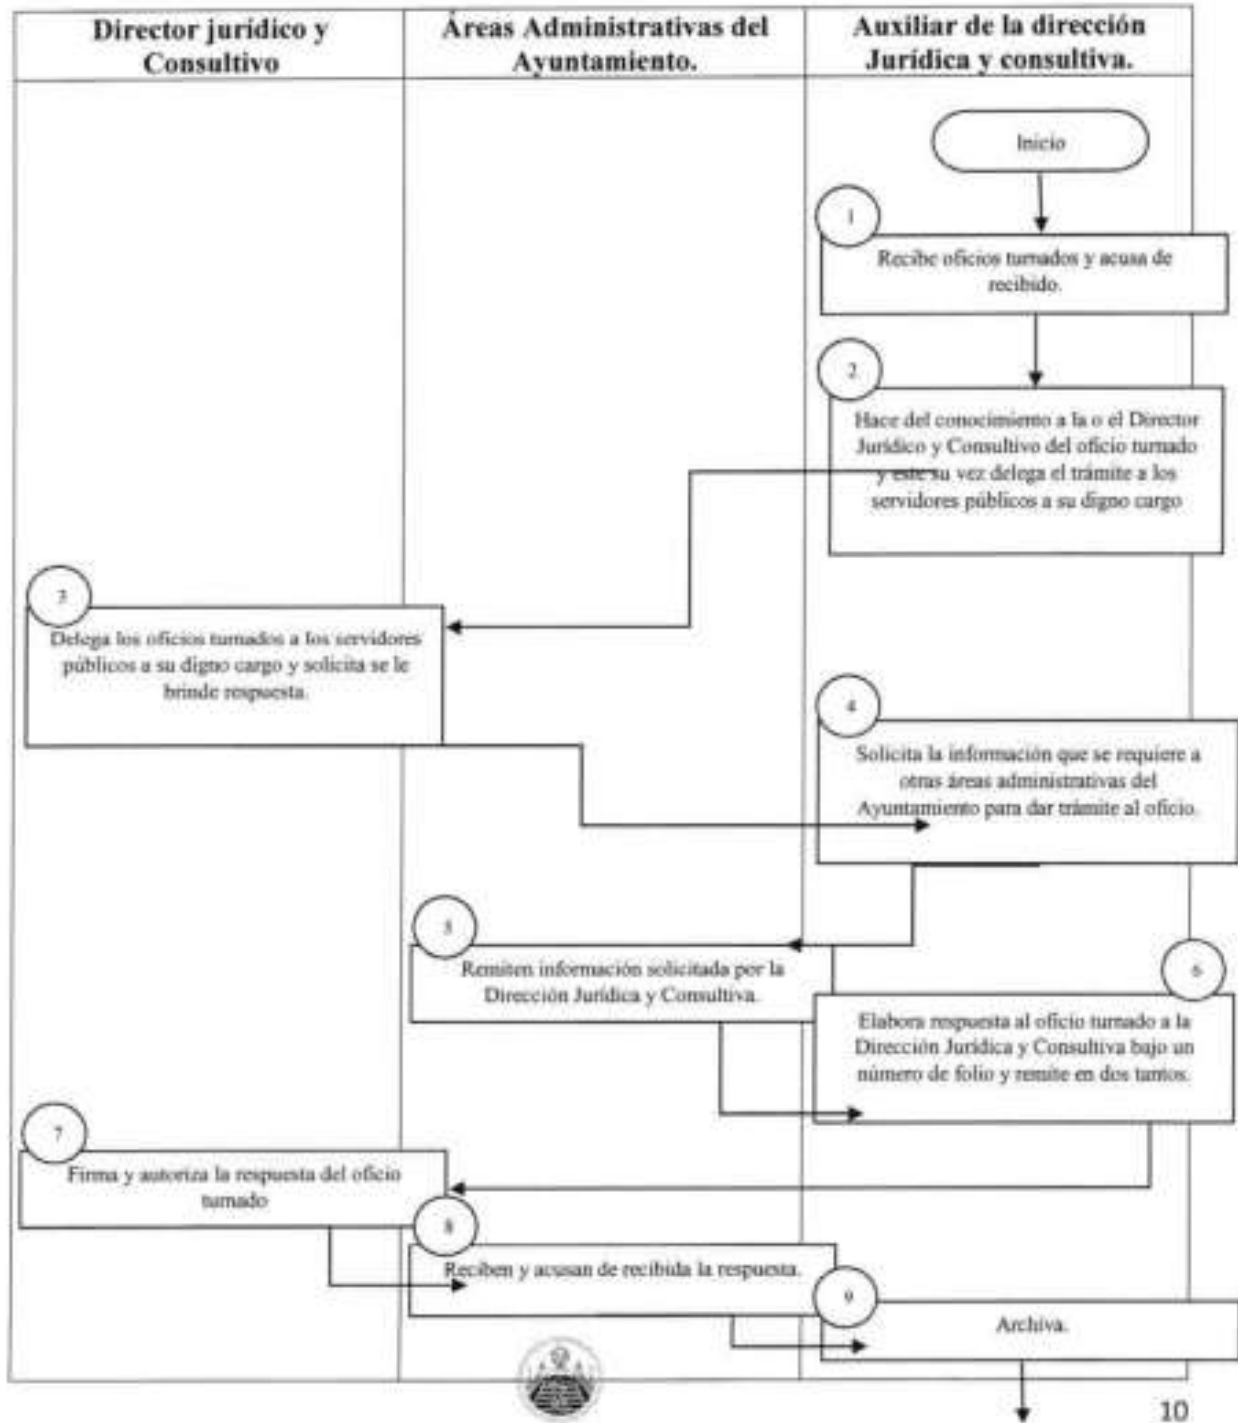 Director jurídico y
Consultivo
Áreas Administrativas del
Ayuntamiento.
Auxiliar de la dirección
Jurídica y consultiva.
Inicio
1
Recibe oficios turnados y acusa de
recibido.
2
Hace del conocimiento a la o el Director
Jurídico y Consultivo del oficio turnado
y este su vez delega el trámite a los
servidores públicos a su digno cargo
3
Delega los oficios turnados a los servidores
públicos a su digno cargo y solicita se le
brinde respuesta.
4
Solicita la información que se requiere a
otras áreas administrativas del
Ayuntamiento para dar trámite al oficio.
5
Remiten información solicitada por la
Dirección Jurídica y Consultiva.
6
Elabora respuesta al oficio turnado a la
Dirección Jurídica y Consultiva bajo un
número de folio y remite en dos tantos.
7
Firma y autoriza la respuesta del oficio
turnado
8
Reciben y acusan de recibida la respuesta.
9
Archiva.
10